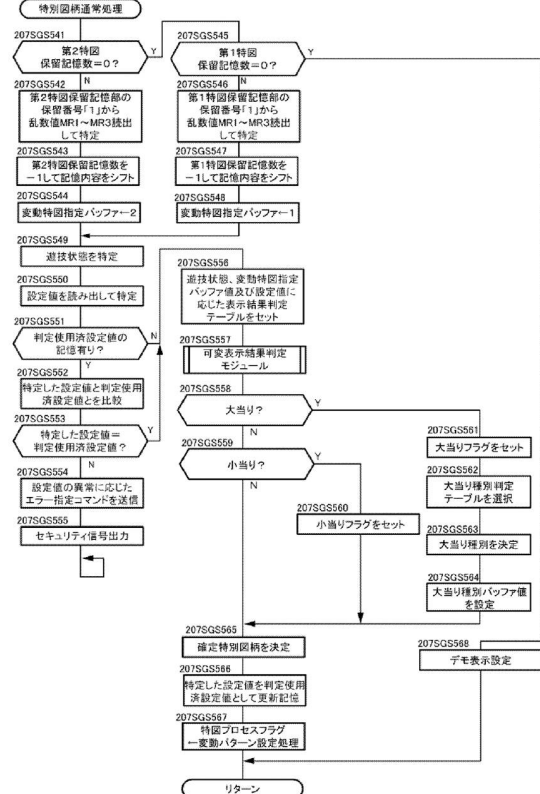 特別図柄通常処理
207SGS541
第2特図
保留記憶数=0?
Y
N
207SGS542
第2特図保留記憶部の
保留番号「1」から
乱数値MR1～MR3読出
して特定
207SGS543
第2特図保留記憶数を
-1して記憶内容をシフト
207SGS544
変動特図指定バッファ←2
207SGS545
第1特図
保留記憶数=0?
Y
N
207SGS546
第1特図保留記憶部の
保留番号「1」から
乱数値MR1～MR3読出
して特定
207SGS547
第1特図保留記憶数を
-1して記憶内容をシフト
207SGS548
変動特図指定バッファ←1
207SGS549
遊技状態を特定
207SGS550
設定値を読み出して特定
207SGS551
判定使用済設定値の
記憶有り?
N
Y
207SGS552
特定した設定値と判定使用
済設定値とを比較
207SGS553
特定した設定値=
判定使用済設定値?
Y
N
207SGS554
設定値の異常に応じた
エラー指定コマンドを送信
207SGS555
セキュリティ信号出力
207SGS556
遊技状態、変動特図指定
バッファ値及び設定値に
応じた表示結果判定
テーブルをセット
207SGS557
可変表示結果判定
モジュール
207SGS558
大当り?
Y
N
207SGS559
小当り?
Y
N
207SGS560
小当りフラグをセット
207SGS561
大当りフラグをセット
207SGS562
大当り種別判定
テーブルを選択
207SGS563
大当り種別を決定
207SGS564
大当り種別バッファ値
を設定
207SGS565
確定特別図柄を決定
207SGS566
特定した設定値を判定使用
済設定値として更新記憶
207SGS567
特図プロセスフラグ
←変動パターン設定処理
207SGS568
デモ表示設定
リターン